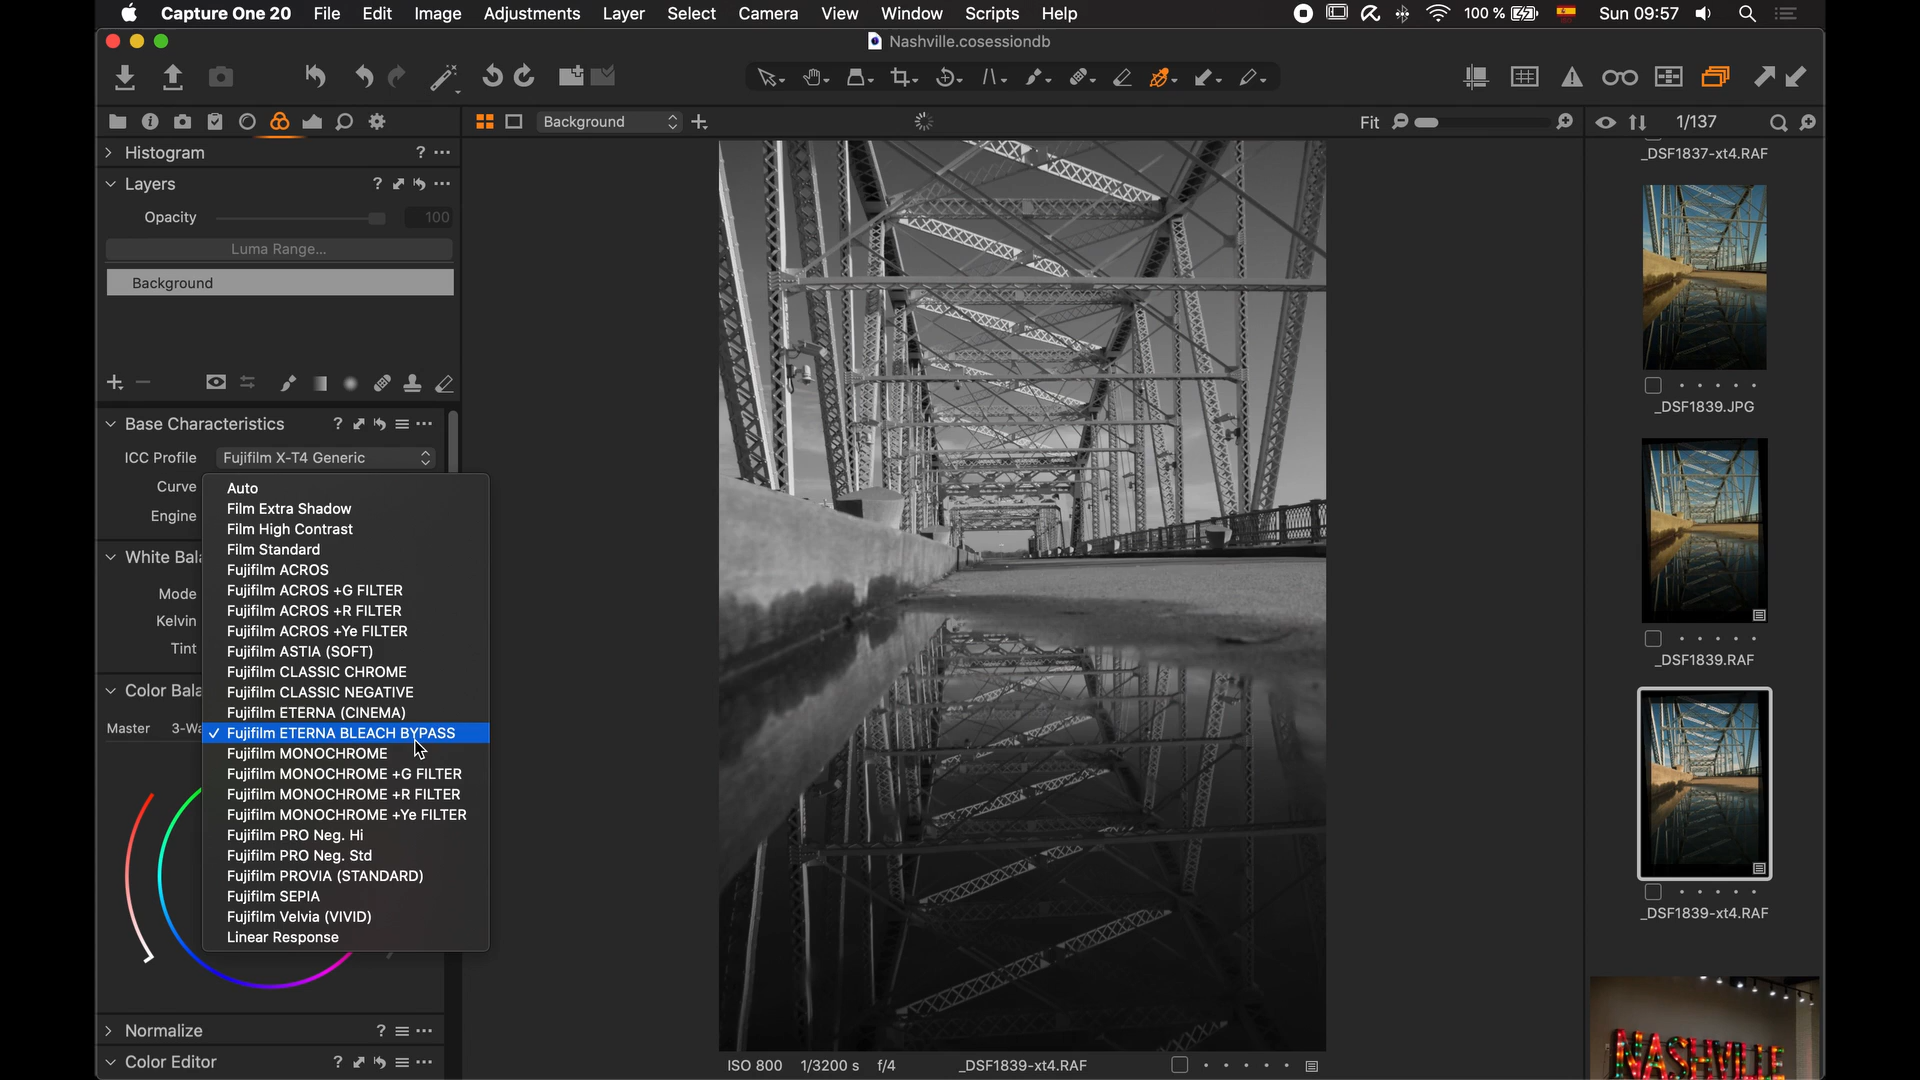 Capture One 20 File Edit Image Adjustments Layer Select Camera View Window Scripts Help 100 % Sun 09:57
Nashville.cosessiondb
Background Fit 1/137
Histogram ? ...
Layers ? ...
Opacity 100
Luma Range...
Background
Base Characteristics ? ...
ICC Profile Fujifilm X-T4 Generic
Curve
Engine
White Bala
Mode
Kelvin
Tint
Color Bala
Master 3-Wa
Auto
Film Extra Shadow
Film High Contrast
Film Standard
Fujifilm ACROS
Fujifilm ACROS +G FILTER
Fujifilm ACROS +R FILTER
Fujifilm ACROS +Ye FILTER
Fujifilm ASTIA (SOFT)
Fujifilm CLASSIC CHROME
Fujifilm CLASSIC NEGATIVE
Fujifilm ETERNA (CINEMA)
✓ Fujifilm ETERNA BLEACH BYPASS
Fujifilm MONOCHROME
Fujifilm MONOCHROME +G FILTER
Fujifilm MONOCHROME +R FILTER
Fujifilm MONOCHROME +Ye FILTER
Fujifilm PRO Neg. Hi
Fujifilm PRO Neg. Std
Fujifilm PROVIA (STANDARD)
Fujifilm SEPIA
Fujifilm Velvia (VIVID)
Linear Response
Normalize ? ...
Color Editor ? ...
ISO 800 1/3200 s f/4 _DSF1839-xt4.RAF
_DSF1837-xt4.RAF
_DSF1839.JPG
_DSF1839.RAF
_DSF1839-xt4.RAF
NASHVILLE